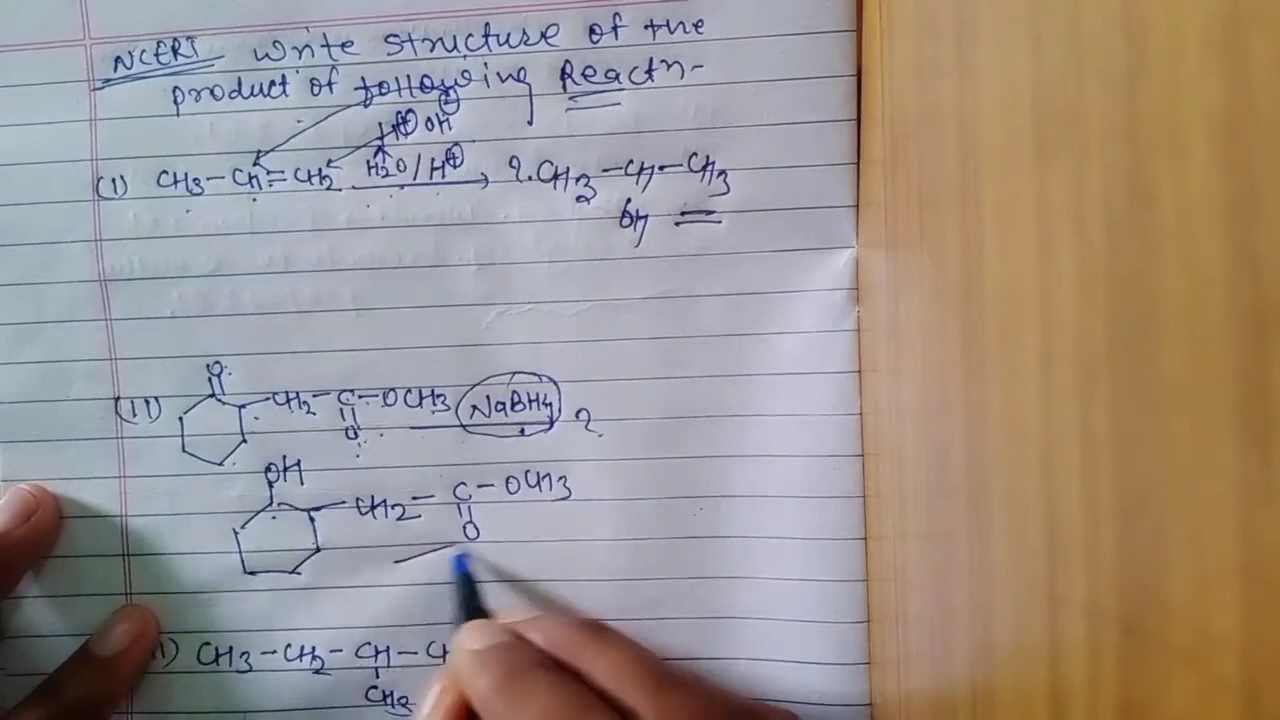 NCERT Write structure of the
product of following Reactn-
H⊕ OH⊖
(I) CH3-CH=CH2 H2O/H⊕ ?. CH3-CH-CH3
OH
O
(II) CH2-C-OCH3 NaBH4 ?
O
OH
CH2-C-OCH3
O
CH3-CH2-CH-
CH3